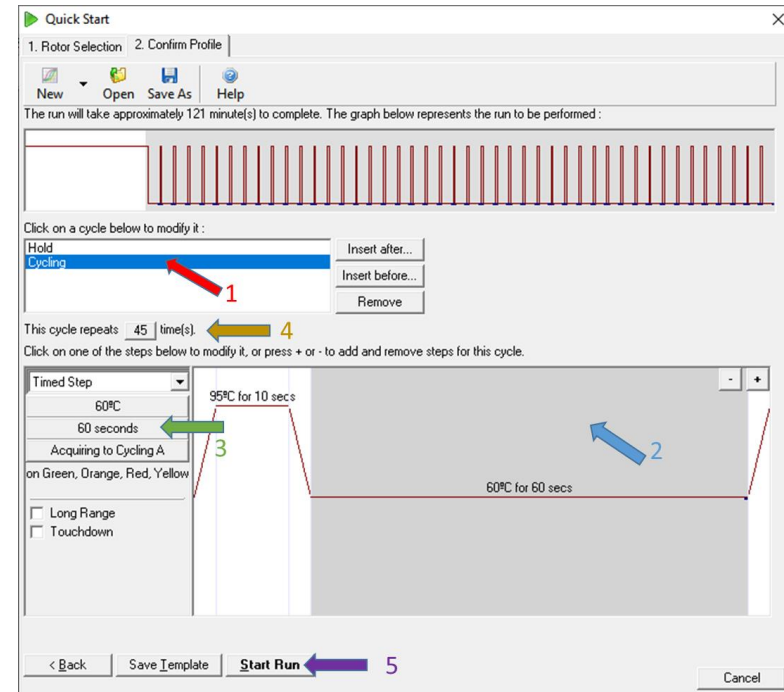 Quick Start
1. Rotor Selection 2. Confirm Profile
New Open Save As Help
The run will take approximately 121 minute(s) to complete. The graph below represents the run to be performed :
Click on a cycle below to modify it :
Hold
Cycling
1
Insert after...
Insert before...
Remove
This cycle repeats 45 time(s).
4
Click on one of the steps below to modify it, or press + or - to add and remove steps for this cycle.
Timed Step
60ºC
60 seconds
3
Acquiring to Cycling A
on Green, Orange, Red, Yellow
Long Range
Touchdown
95ºC for 10 secs
- +
2
60ºC for 60 secs
< Back Save Template Start Run 5
Cancel